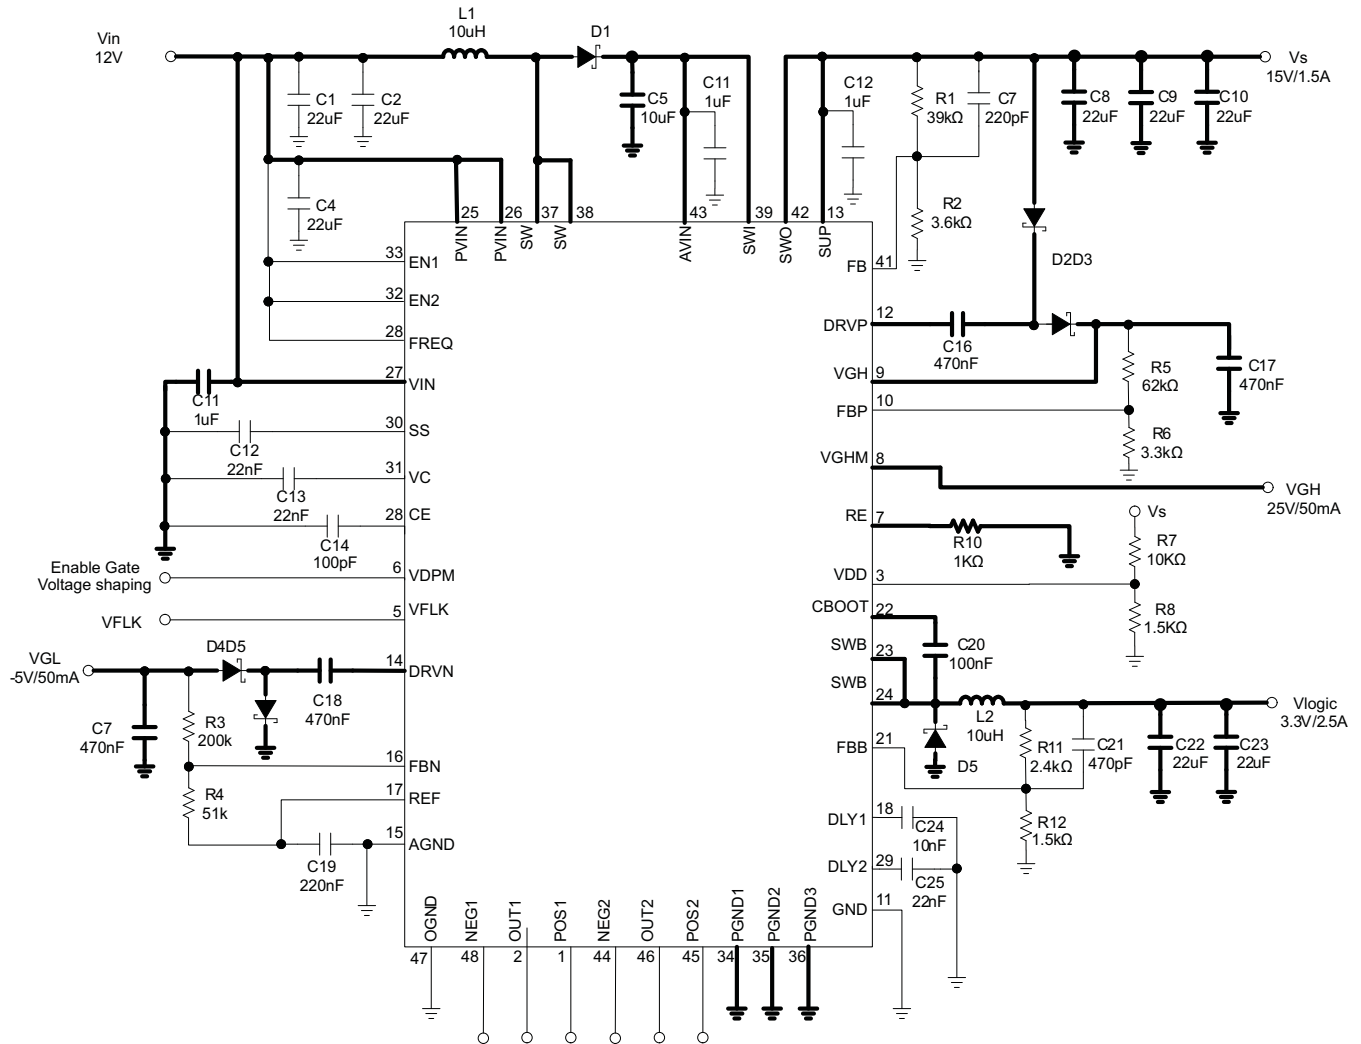 Vin
12V
L1
10uH
D1
C1
22uF
C2
22uF
C5
10uF
C11
1uF
C12
1uF
R1
39kΩ
C7
220pF
C8
22uF
C9
22uF
C10
22uF
Vs
15V/1.5A
C4
22uF
R2
3.6kΩ
25
26
37
38
43
39
42
13
PVIN
PVIN
SW
SW
AVIN
SWI
SWO
SUP
33
EN1
32
EN2
28
FREQ
27
VIN
C11
1uF
30
SS
C12
22nF
31
VC
C13
22nF
28
CE
C14
100pF
Enable Gate
Voltage shaping
6
VDPM
VFLK
5
VFLK
VGL
-5V/50mA
D4D5
14
DRVN
C18
470nF
C7
470nF
R3
200k
16
FBN
R4
51k
17
REF
15
AGND
C19
220nF
FB
41
D2D3
DRVP
12
C16
470nF
VGH
9
R5
62kΩ
C17
470nF
FBP
10
R6
3.3kΩ
VGHM
8
VGH
25V/50mA
RE
7
R10
1KΩ
Vs
R7
10KΩ
VDD
3
R8
1.5KΩ
CBOOT
22
C20
100nF
SWB
23
SWB
24
L2
10uH
Vlogic
3.3V/2.5A
FBB
21
D5
R11
2.4kΩ
C21
470pF
C22
22uF
C23
22uF
R12
1.5kΩ
DLY1
18
C24
10nF
DLY2
29
C25
22nF
GND
11
OGND
NEG1
OUT1
POS1
NEG2
OUT2
POS2
PGND1
PGND2
PGND3
47
48
2
1
44
46
45
34
35
36